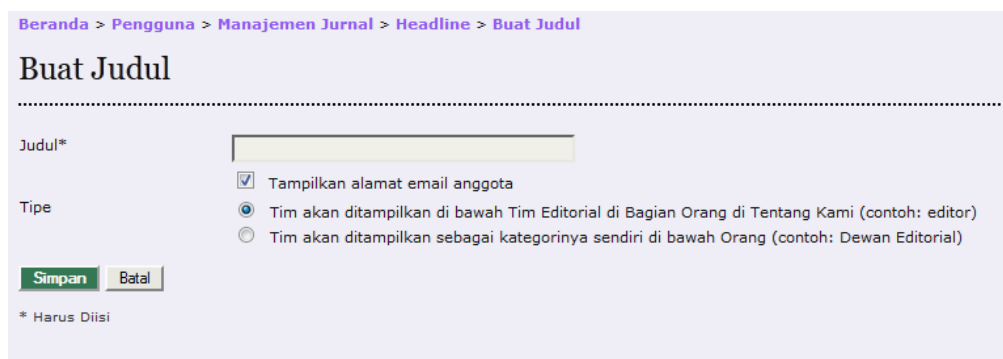 Beranda > Pengguna > Manajemen Jurnal > Headline > Buat Judul
Buat Judul
Judul*
Tampilkan alamat email anggota
Tipe
Tim akan ditampilkan di bawah Tim Editorial di Bagian Orang di Tentang Kami (contoh: editor)
Tim akan ditampilkan sebagai kategorinya sendiri di bawah Orang (contoh: Dewan Editorial)
Simpan Batal
* Harus Diisi